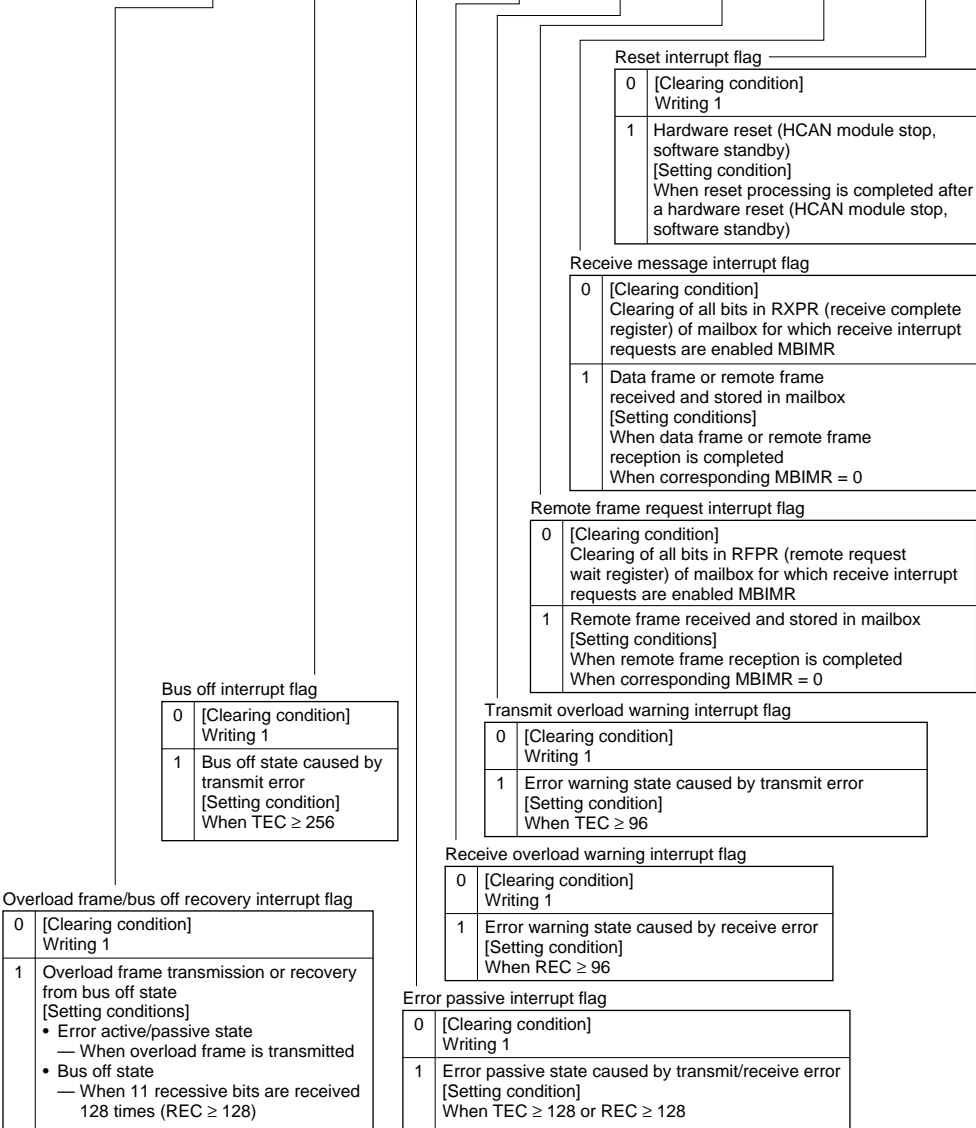 Reset interrupt flag
0 [Clearing condition]
Writing 1
1 Hardware reset (HCAN module stop,
software standby)
[Setting condition]
When reset processing is completed after
a hardware reset (HCAN module stop,
software standby)
Receive message interrupt flag
0 [Clearing condition]
Clearing of all bits in RXPR (receive complete
register) of mailbox for which receive interrupt
requests are enabled MBIMR
1 Data frame or remote frame
received and stored in mailbox
[Setting conditions]
When data frame or remote frame
reception is completed
When corresponding MBIMR = 0
Remote frame request interrupt flag
0 [Clearing condition]
Clearing of all bits in RFPR (remote request
wait register) of mailbox for which receive interrupt
requests are enabled MBIMR
1 Remote frame received and stored in mailbox
[Setting conditions]
When remote frame reception is completed
When corresponding MBIMR = 0
Bus off interrupt flag
0 [Clearing condition]
Writing 1
1 Bus off state caused by
transmit error
[Setting condition]
When TEC ≥ 256
Transmit overload warning interrupt flag
0 [Clearing condition]
Writing 1
1 Error warning state caused by transmit error
[Setting condition]
When TEC ≥ 96
Receive overload warning interrupt flag
0 [Clearing condition]
Writing 1
1 Error warning state caused by receive error
[Setting condition]
When REC ≥ 96
Overload frame/bus off recovery interrupt flag
0 [Clearing condition]
Writing 1
1 Overload frame transmission or recovery
from bus off state
[Setting conditions]
• Error active/passive state
— When overload frame is transmitted
• Bus off state
— When 11 recessive bits are received
128 times (REC ≥ 128)
Error passive interrupt flag
0 [Clearing condition]
Writing 1
1 Error passive state caused by transmit/receive error
[Setting condition]
When TEC ≥ 128 or REC ≥ 128